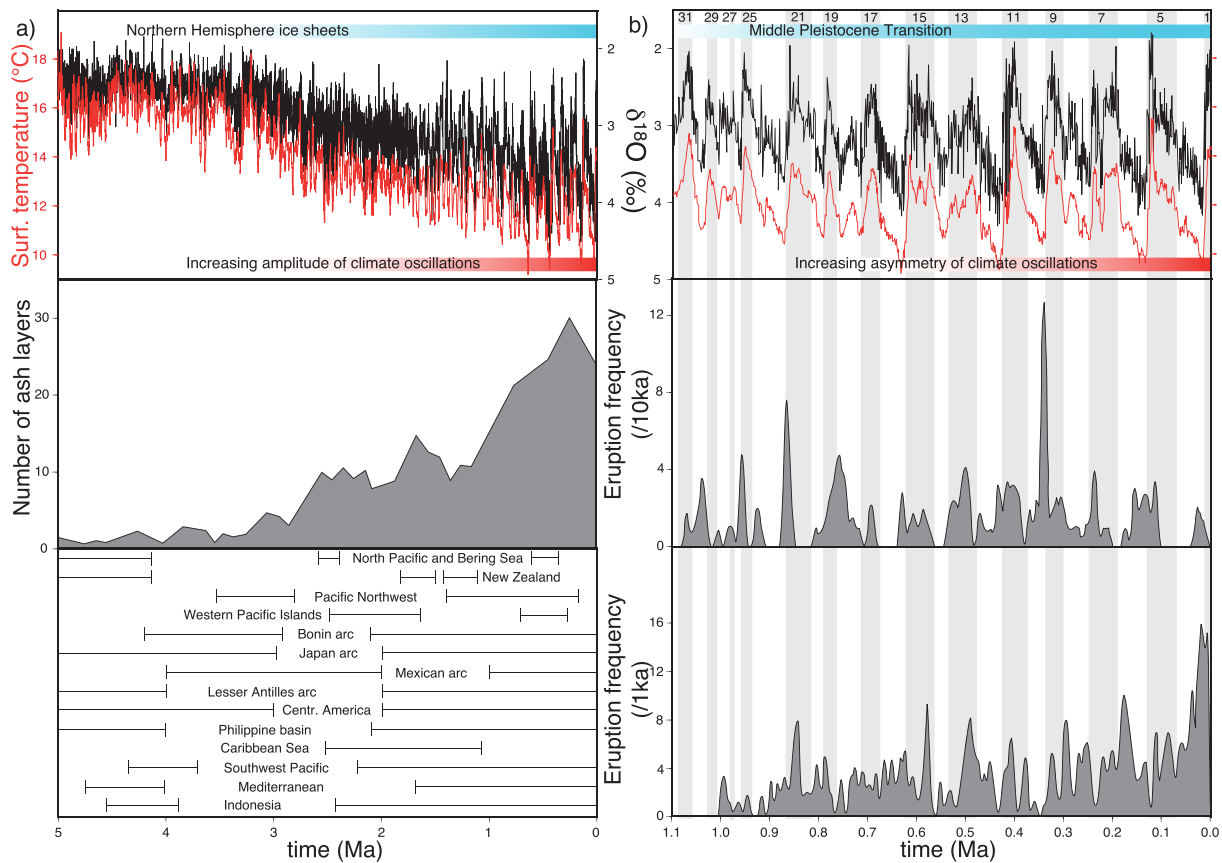 a)
Northern Hemisphere ice sheets
18
16
14
12
10
Surf. temperature (°C)
2
3
4
5
δ18O (‰)
Increasing amplitude of climate oscillations
Number of ash layers
30
20
10
0
North Pacific and Bering Sea
New Zealand
Pacific Northwest
Western Pacific Islands
Bonin arc
Japan arc
Mexican arc
Lesser Antilles arc
Centr. America
Philippine basin
Caribbean Sea
Southwest Pacific
Mediterranean
Indonesia
5 4 3 2 1 0
time (Ma)
b)
31 29 27 25 21 19 17 15 13 11 9 7 5 1
Middle Pleistocene Transition
2
3
4
5
Increasing asymmetry of climate oscillations
Eruption frequency
(/10ka)
12
8
4
0
Eruption frequency
(/1ka)
16
12
8
4
0
1.1 1.0 0.9 0.8 0.7 0.6 0.5 0.4 0.3 0.2 0.1 0.0
time (Ma)